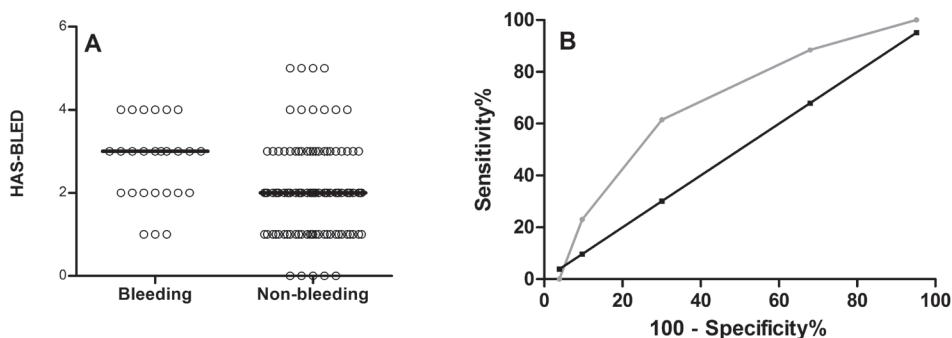 A
HAS-BLED
6
4
2
0
Bleeding
Non-bleeding
B
Sensitivity%
100
80
60
40
20
0
0 20 40 60 80 100
100 - Specificity%